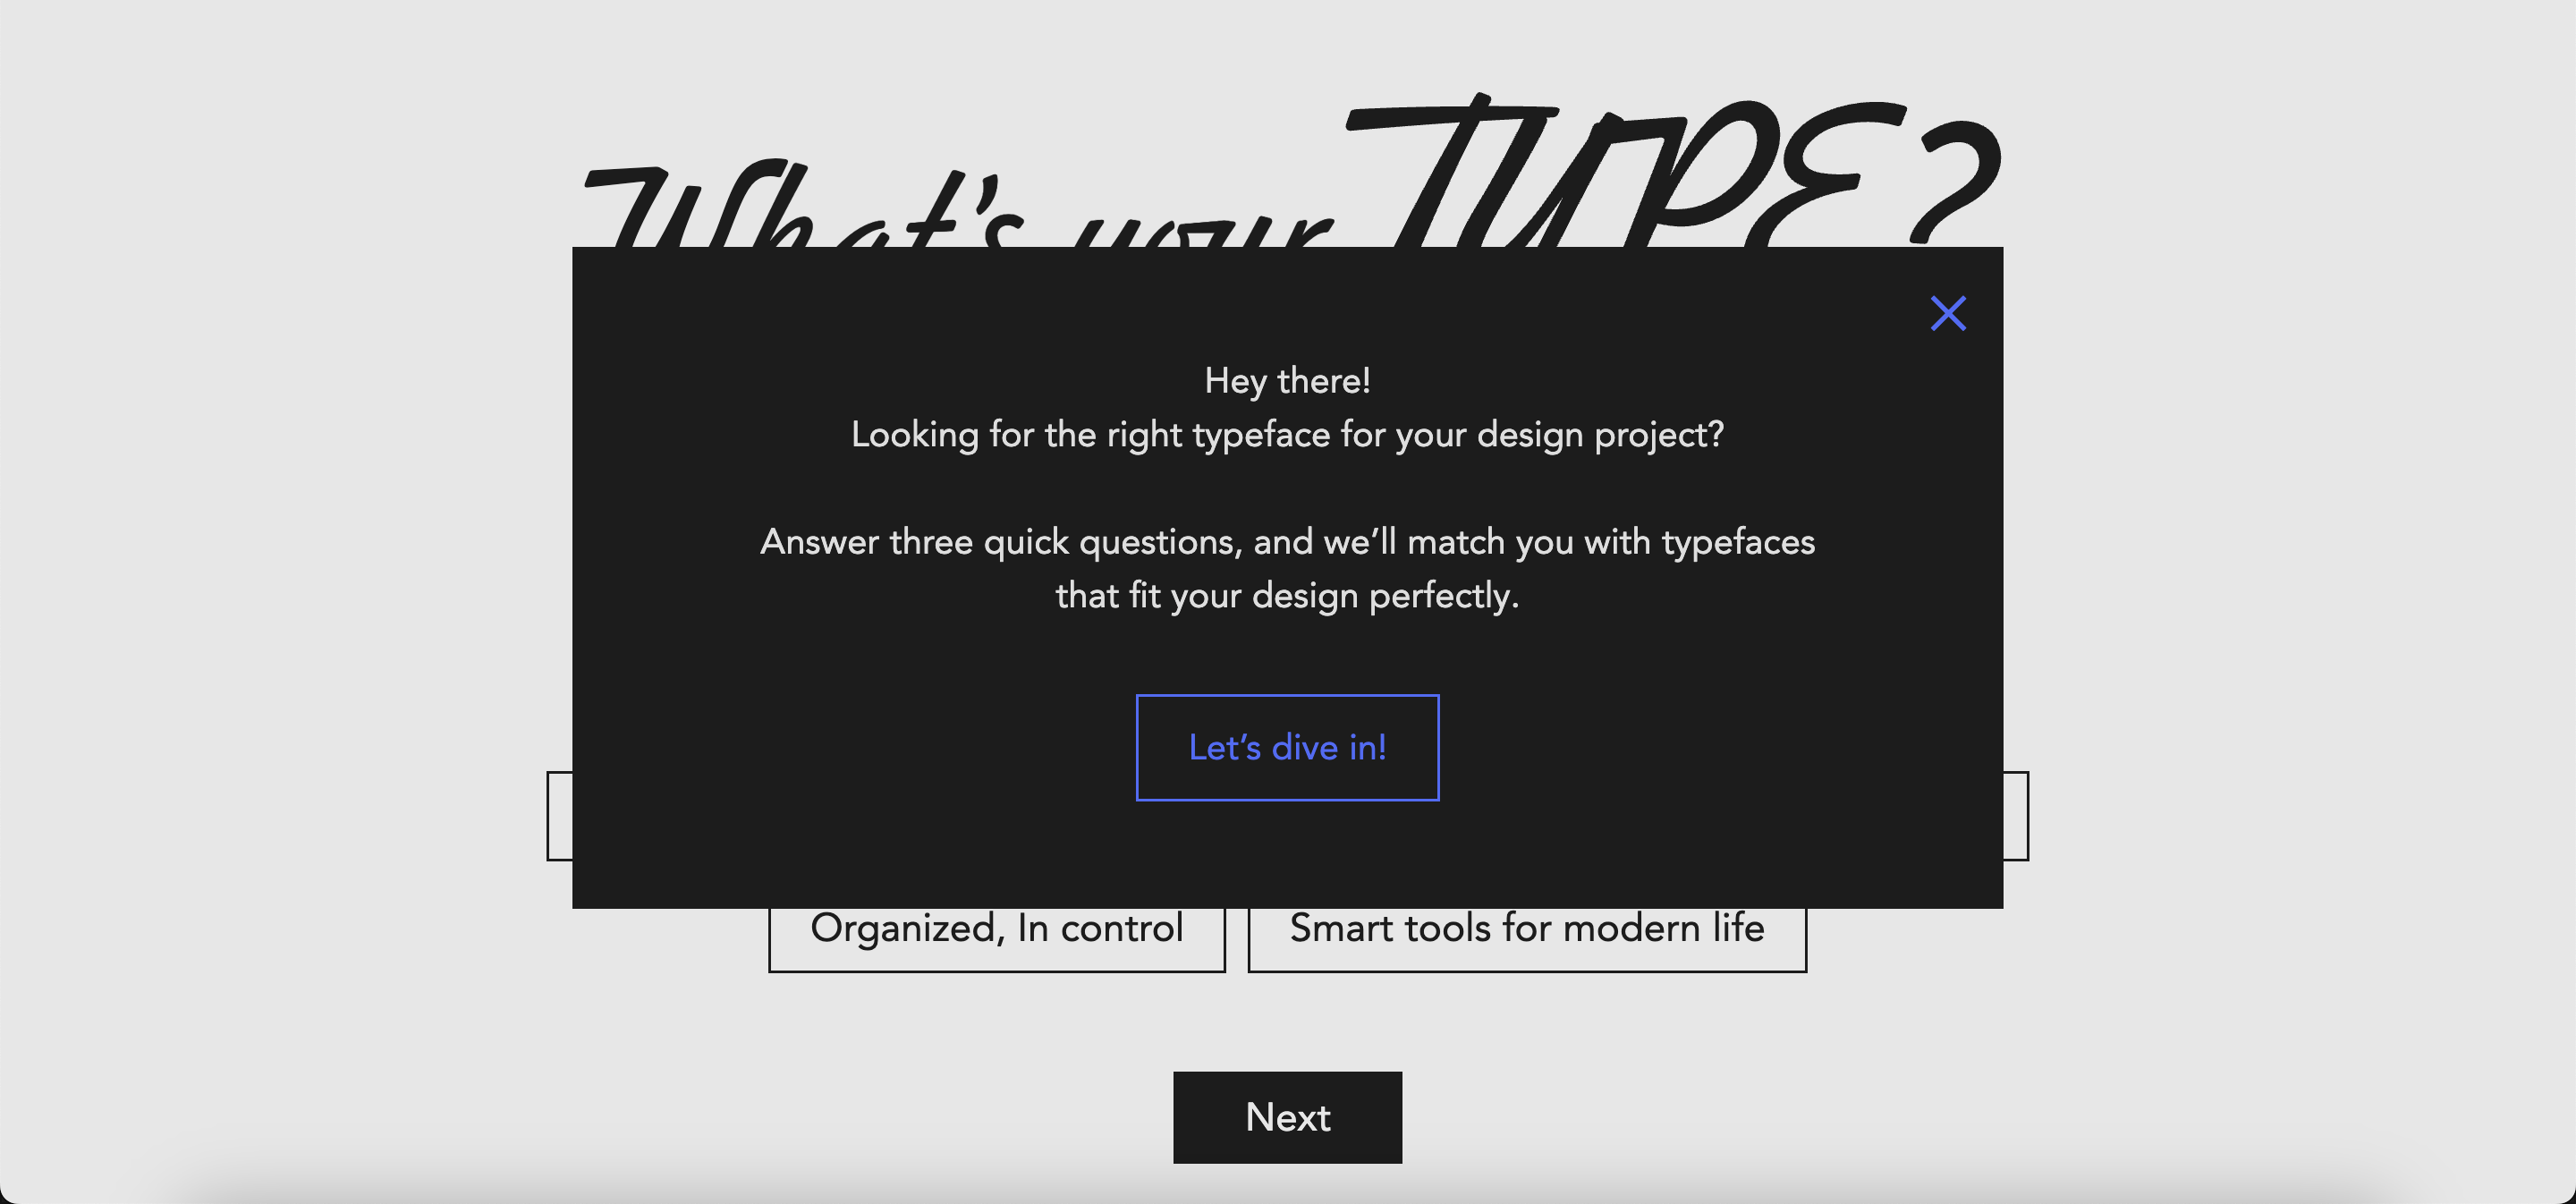 What's your TYPE?
Hey there!
Looking for the right typeface for your design project?
Answer three quick questions, and we’ll match you with typefaces
that fit your design perfectly.
Let’s dive in!
Organized, In control
Smart tools for modern life
Next